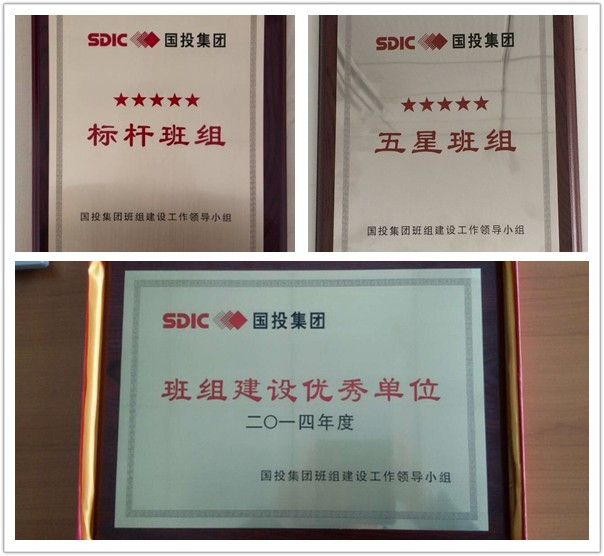 SDIC 国投集团
★★★★★
标杆班组
国投集团班组建设工作领导小组
SDIC 国投集团
★★★★★
五星班组
国投集团班组建设工作领导小组
SDIC 国投集团
班组建设优秀单位
二〇一四年度
国投集团班组建设工作领导小组